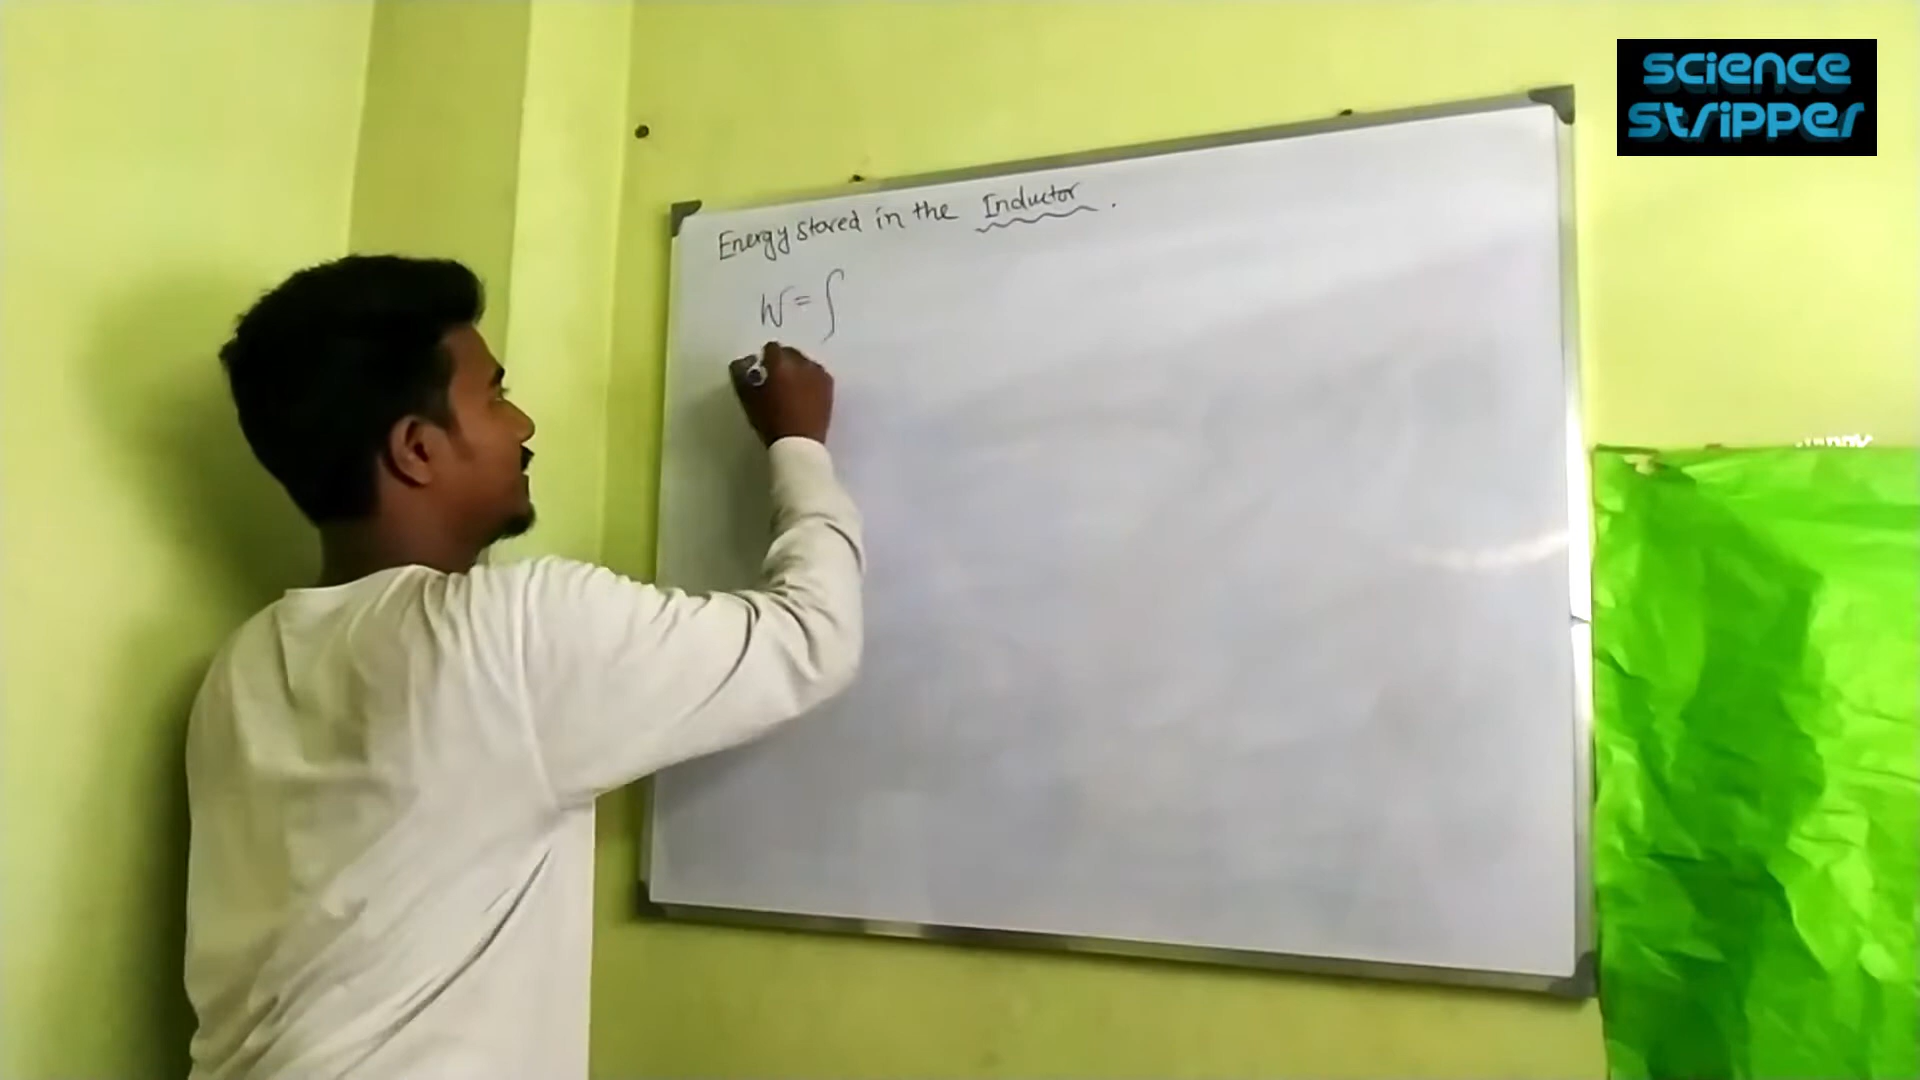 science
stripper
Energy stored in the Inductor.
W = ∫